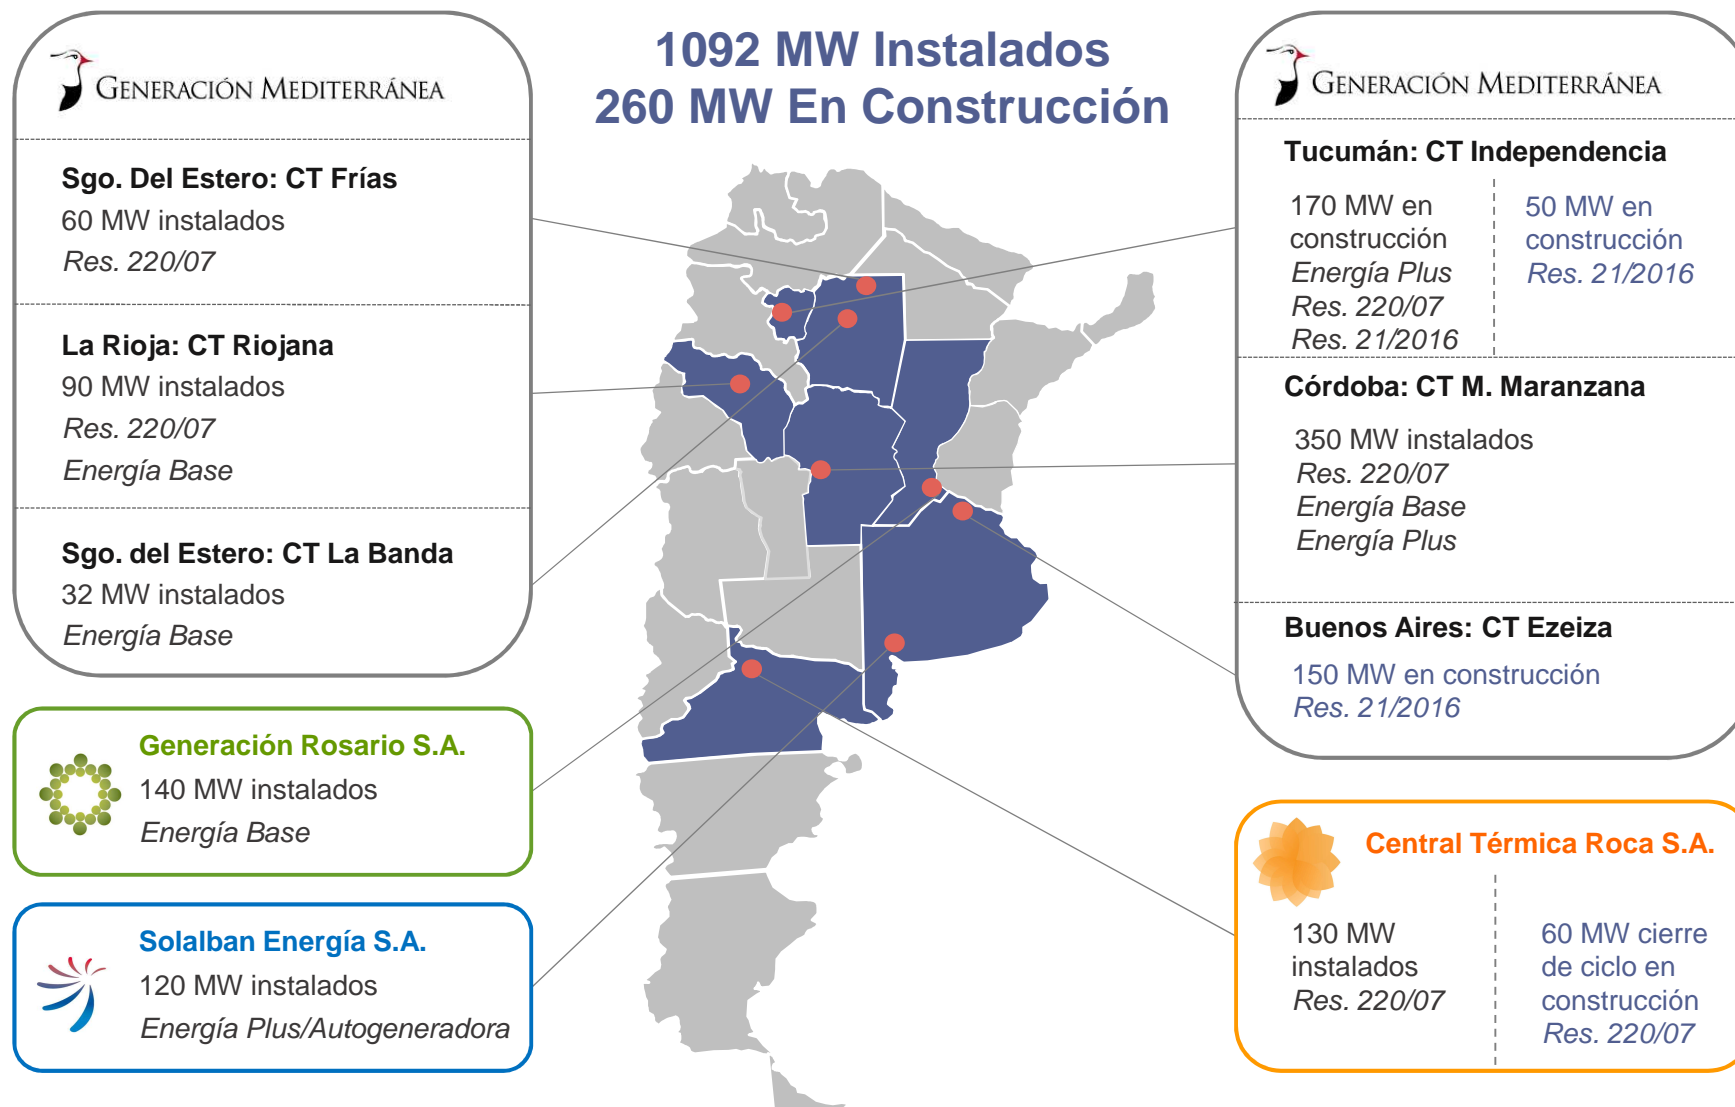 1092 MW Instalados
260 MW En Construcción
GENERACIÓN MEDITERRÁNEA
Sgo. Del Estero: CT Frías
60 MW instalados
Res. 220/07
La Rioja: CT Riojana
90 MW instalados
Res. 220/07
Energía Base
Sgo. del Estero: CT La Banda
32 MW instalados
Energía Base
Generación Rosario S.A.
140 MW instalados
Energía Base
Solalban Energía S.A.
120 MW instalados
Energía Plus/Autogeneradora
GENERACIÓN MEDITERRÁNEA
Tucumán: CT Independencia
170 MW en
construcción
Energía Plus
Res. 220/07
Res. 21/2016
50 MW en
construcción
Res. 21/2016
Córdoba: CT M. Maranzana
350 MW instalados
Res. 220/07
Energía Base
Energía Plus
Buenos Aires: CT Ezeiza
150 MW en construcción
Res. 21/2016
Central Térmica Roca S.A.
130 MW
instalados
Res. 220/07
60 MW cierre
de ciclo en
construcción
Res. 220/07